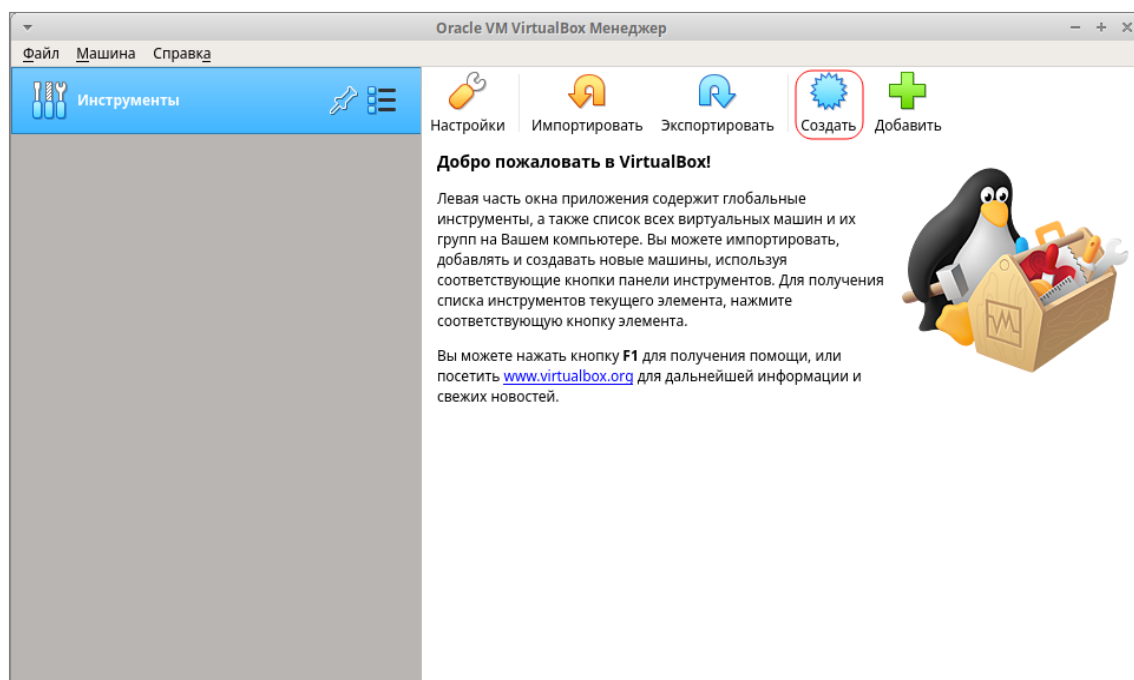 Oracle VM VirtualBox Менеджер
Файл Машина Справка
Инструменты
Настройки Импортировать Экспортировать Создать Добавить
Добро пожаловать в VirtualBox!
Левая часть окна приложения содержит глобальные
инструменты, а также список всех виртуальных машин и их
групп на Вашем компьютере. Вы можете импортировать,
добавлять и создавать новые машины, используя
соответствующие кнопки панели инструментов. Для получения
списка инструментов текущего элемента, нажмите
соответствующую кнопку элемента.
Вы можете нажать кнопку F1 для получения помощи, или
посетить www.virtualbox.org для дальнейшей информации и
свежих новостей.